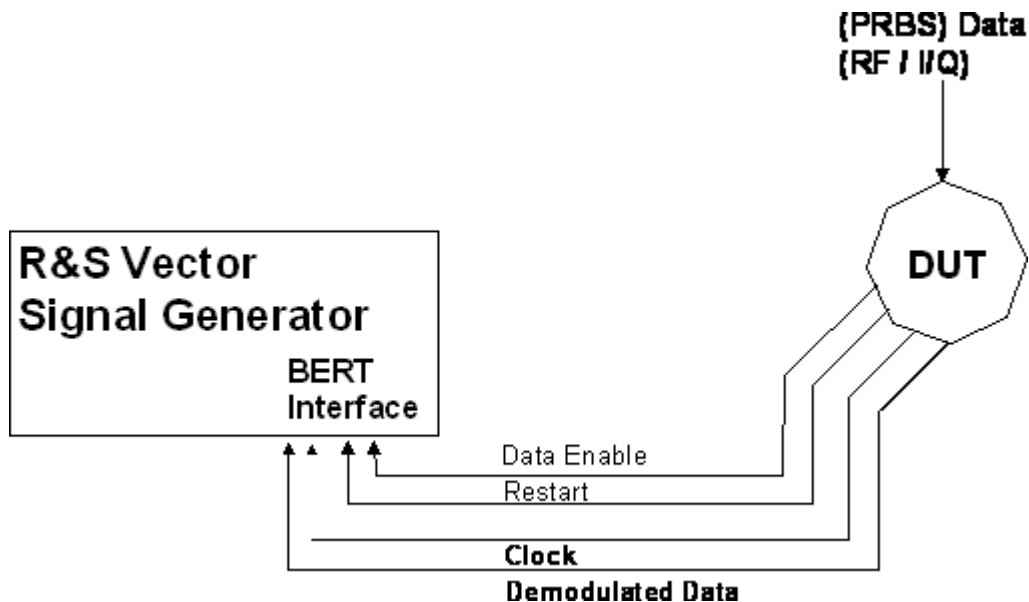 (PRBS) Data
(RF / I/Q)
DUT
R&S Vector
Signal Generator
BERT
Interface
Data Enable
Restart
Clock
Demodulated Data